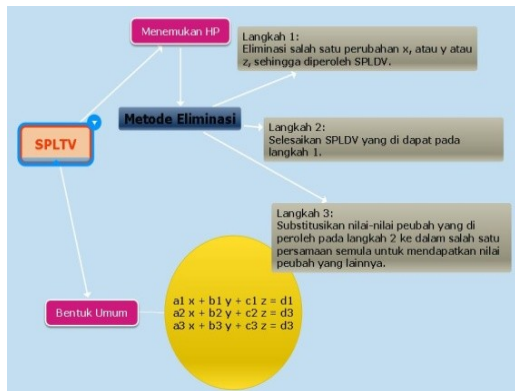 Menemukan HP
Langkah 1:
Eliminasi salah satu perubahan x, atau y atau
z, sehingga diperoleh SPLDV.
Metode Eliminasi
Langkah 2:
Selesaikan SPLDV yang di dapat pada
langkah 1.
SPLTV
Langkah 3:
Substitusikan nilai-nilai peubah yang di
peroleh pada langkah 2 ke dalam salah satu
persamaan semula untuk mendapatkan nilai
peubah yang lainnya.
Bentuk Umum
a1 x + b1 y + c1 z = d1
a2 x + b2 y + c2 z = d3
a3 x + b3 y + c3 z = d3